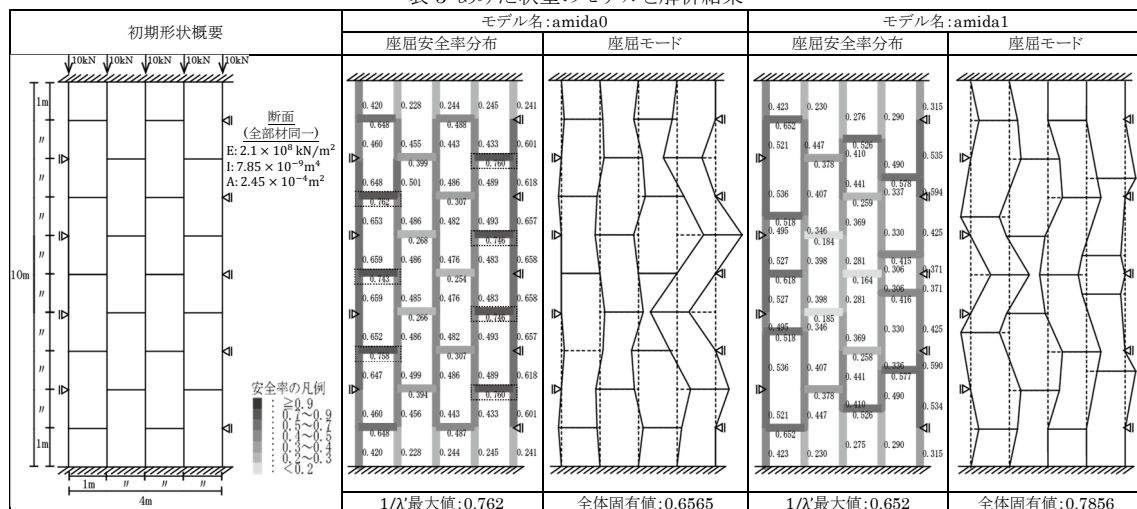 初期形状概要
モデル名:amida0
モデル名:amida1
座屈安全率分布
座屈モード
座屈安全率分布
座屈モード
10kN 10kN 10kN 10kN 10kN
1m
〃
〃
〃
10m
〃
〃
〃
1m
1m 〃 〃 〃
4m
断面
(全部材同一)
E: 2.1 × 10⁸ kN/m²
I: 7.85 × 10⁻⁹m⁴
A: 2.45 × 10⁻⁴m²
安全率の凡例
: ≧0.9
: 0.7~0.9
: 0.5~0.7
: 0.4~0.5
: 0.3~0.4
: 0.2~0.3
: <0.2
0.420 0.228 0.244 0.245 0.241
0.648 0.488
0.460 0.455 0.443 0.433 0.601
0.399 0.760
0.648 0.501 0.486 0.489 0.618
0.762 0.307
0.653 0.486 0.482 0.493 0.657
0.268 0.746
0.659 0.486 0.476 0.483 0.658
0.743 0.254
0.659 0.485 0.476 0.483 0.658
0.266 0.746
0.652 0.486 0.482 0.493 0.657
0.758 0.307
0.647 0.499 0.486 0.489 0.618
0.394 0.760
0.460 0.456 0.443 0.433 0.601
0.648 0.487
0.420 0.228 0.244 0.245 0.241
0.423 0.230 0.276 0.290 0.315
0.652 0.526
0.521 0.447 0.410 0.490 0.535
0.378 0.578
0.536 0.407 0.441 0.337 0.594
0.259
0.518 0.369
0.495 0.346 0.330 0.425
0.184 0.415
0.527 0.398 0.281 0.306 0.371
0.618 0.164
0.306 0.371
0.527 0.398 0.281 0.416
0.185
0.495 0.346 0.330 0.425
0.518 0.369
0.258 0.336 0.590
0.536 0.407 0.441 0.577
0.378 0.490
0.521 0.447 0.410 0.534
0.652 0.526
0.423 0.230 0.275 0.290 0.315
1/λ'最大値:0.762
全体固有値:0.6565
1/λ'最大値:0.652
全体固有値:0.7856